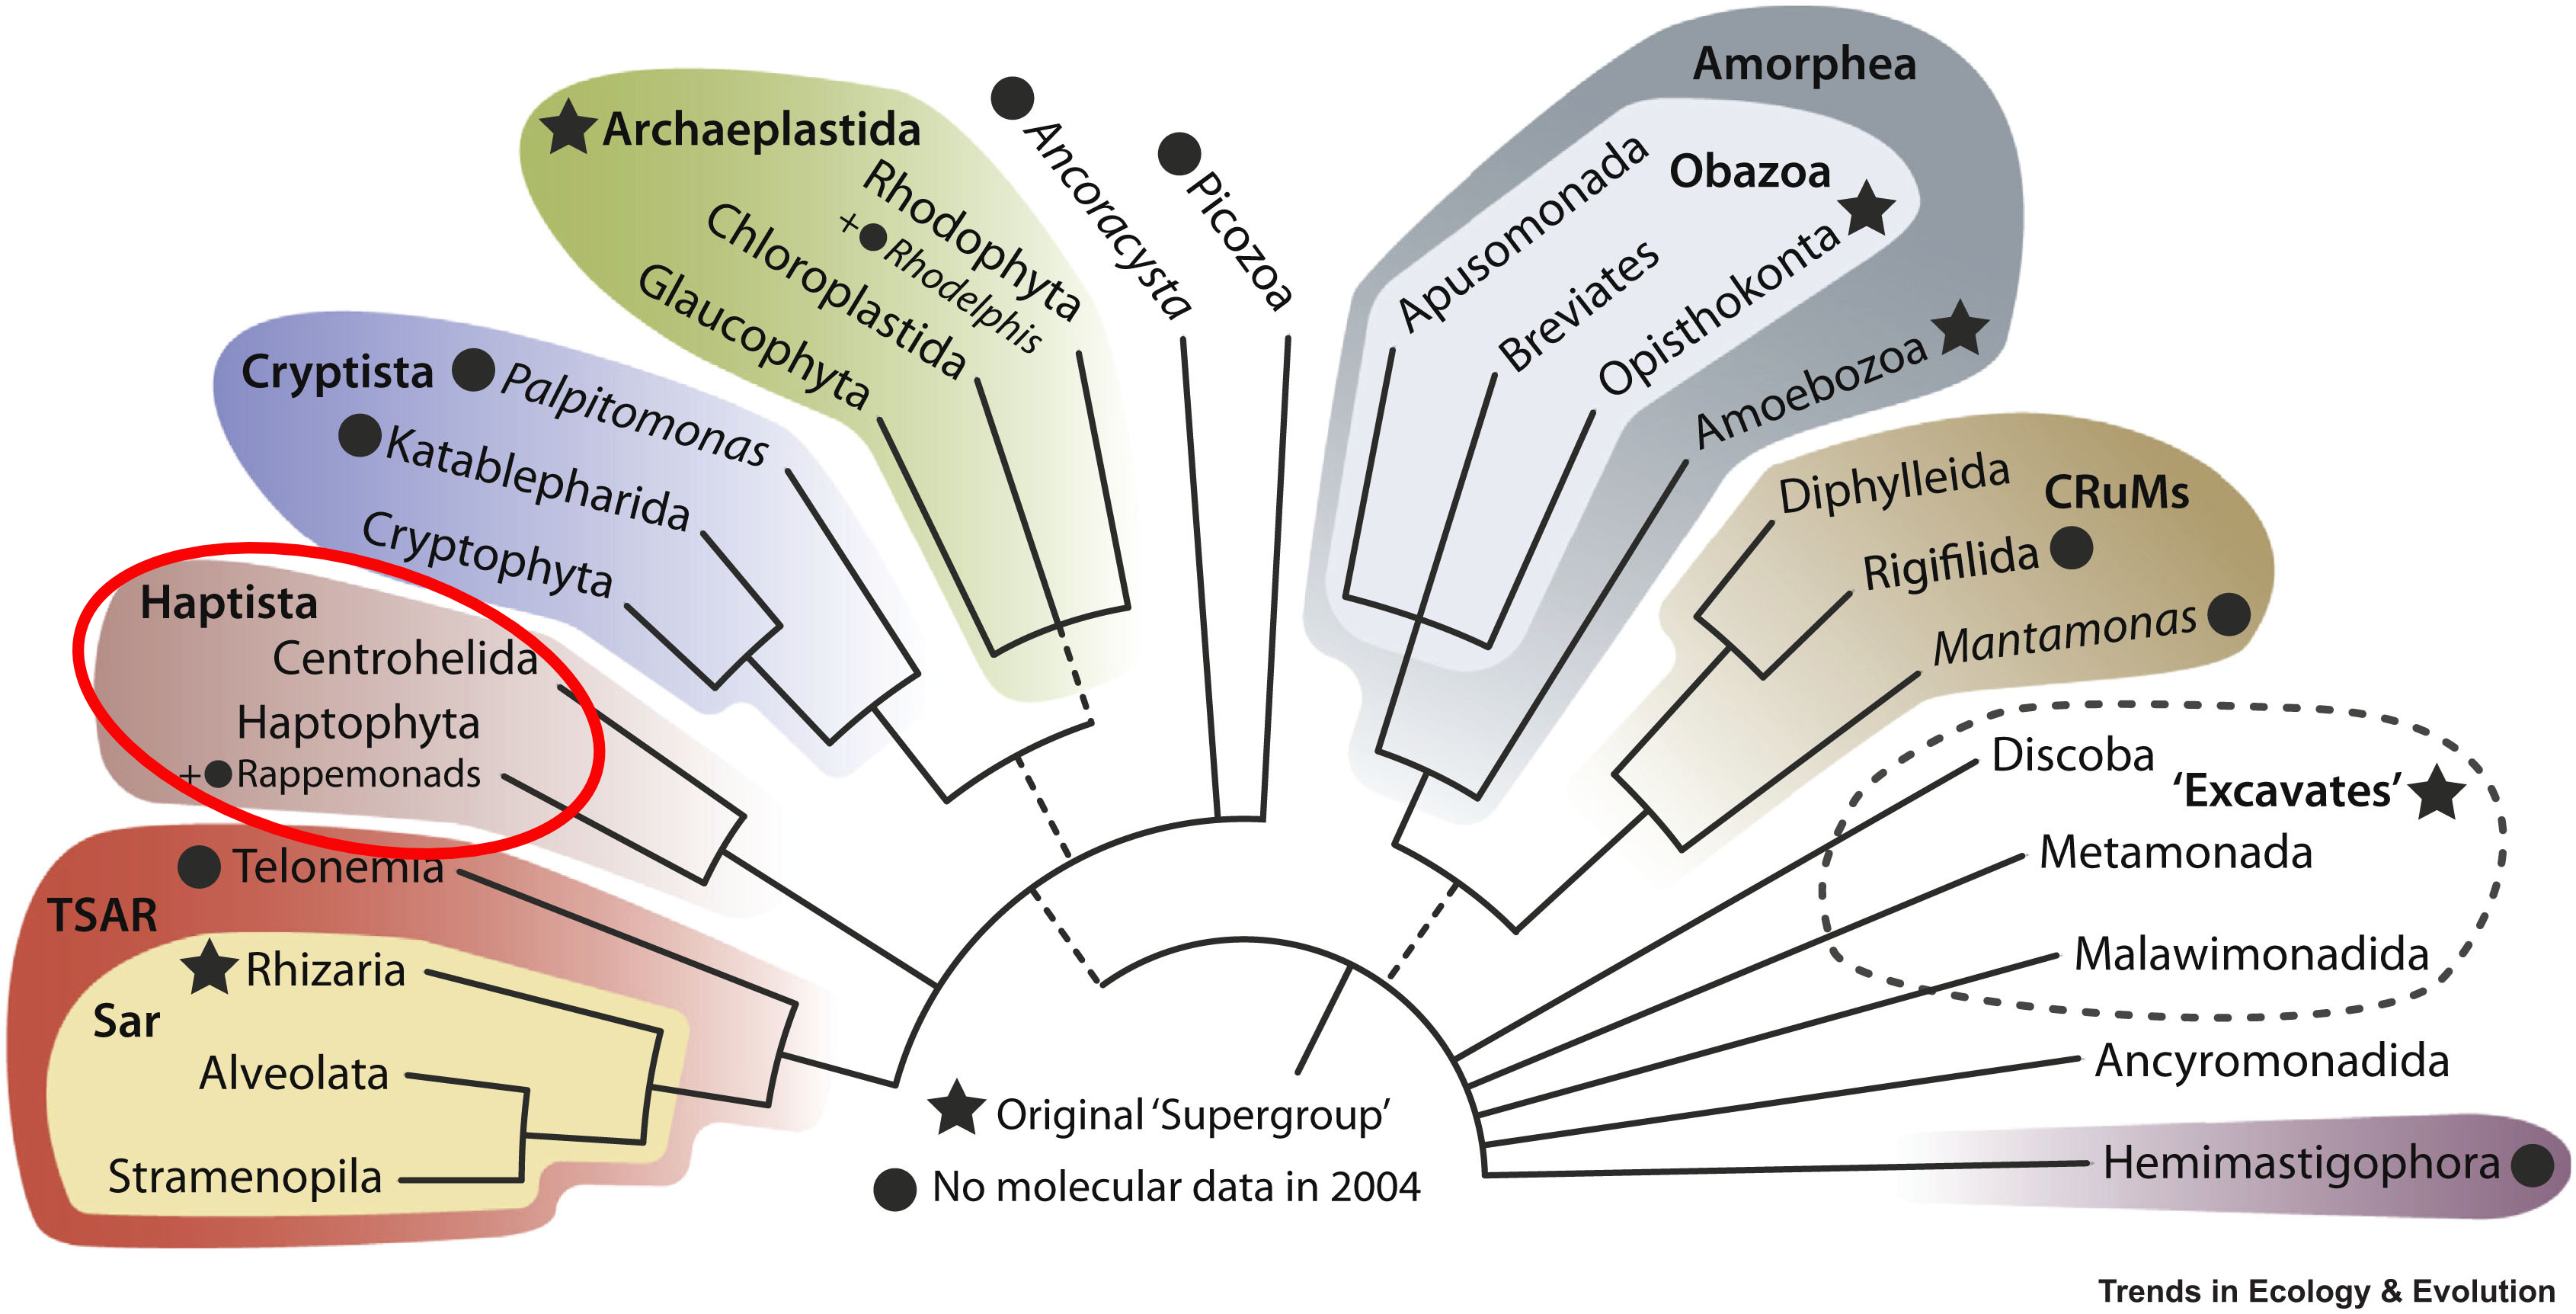 Amorphea
Archaeplastida
Rhodophyta
+ Rhodelphis
Chloroplastida
Glaucophyta
Ancoracysta
Picozoa
Apusomonada
Obazoa
Breviates
Opisthokonta
Amoebozoa
Cryptista
Palpitomonas
Katablepharida
Cryptophyta
Diphylleida
CRuMs
Rigifilida
Mantamonas
Haptista
Centrohelida
Haptophyta
+ Rappemonads
Discoba
‘Excavates’
Metamonada
Malawimonadida
Ancyromonadida
Hemimastigophora
Telonemia
TSAR
Rhizaria
Sar
Alveolata
Stramenopila
Original ‘Supergroup’
No molecular data in 2004
Trends in Ecology & Evolution